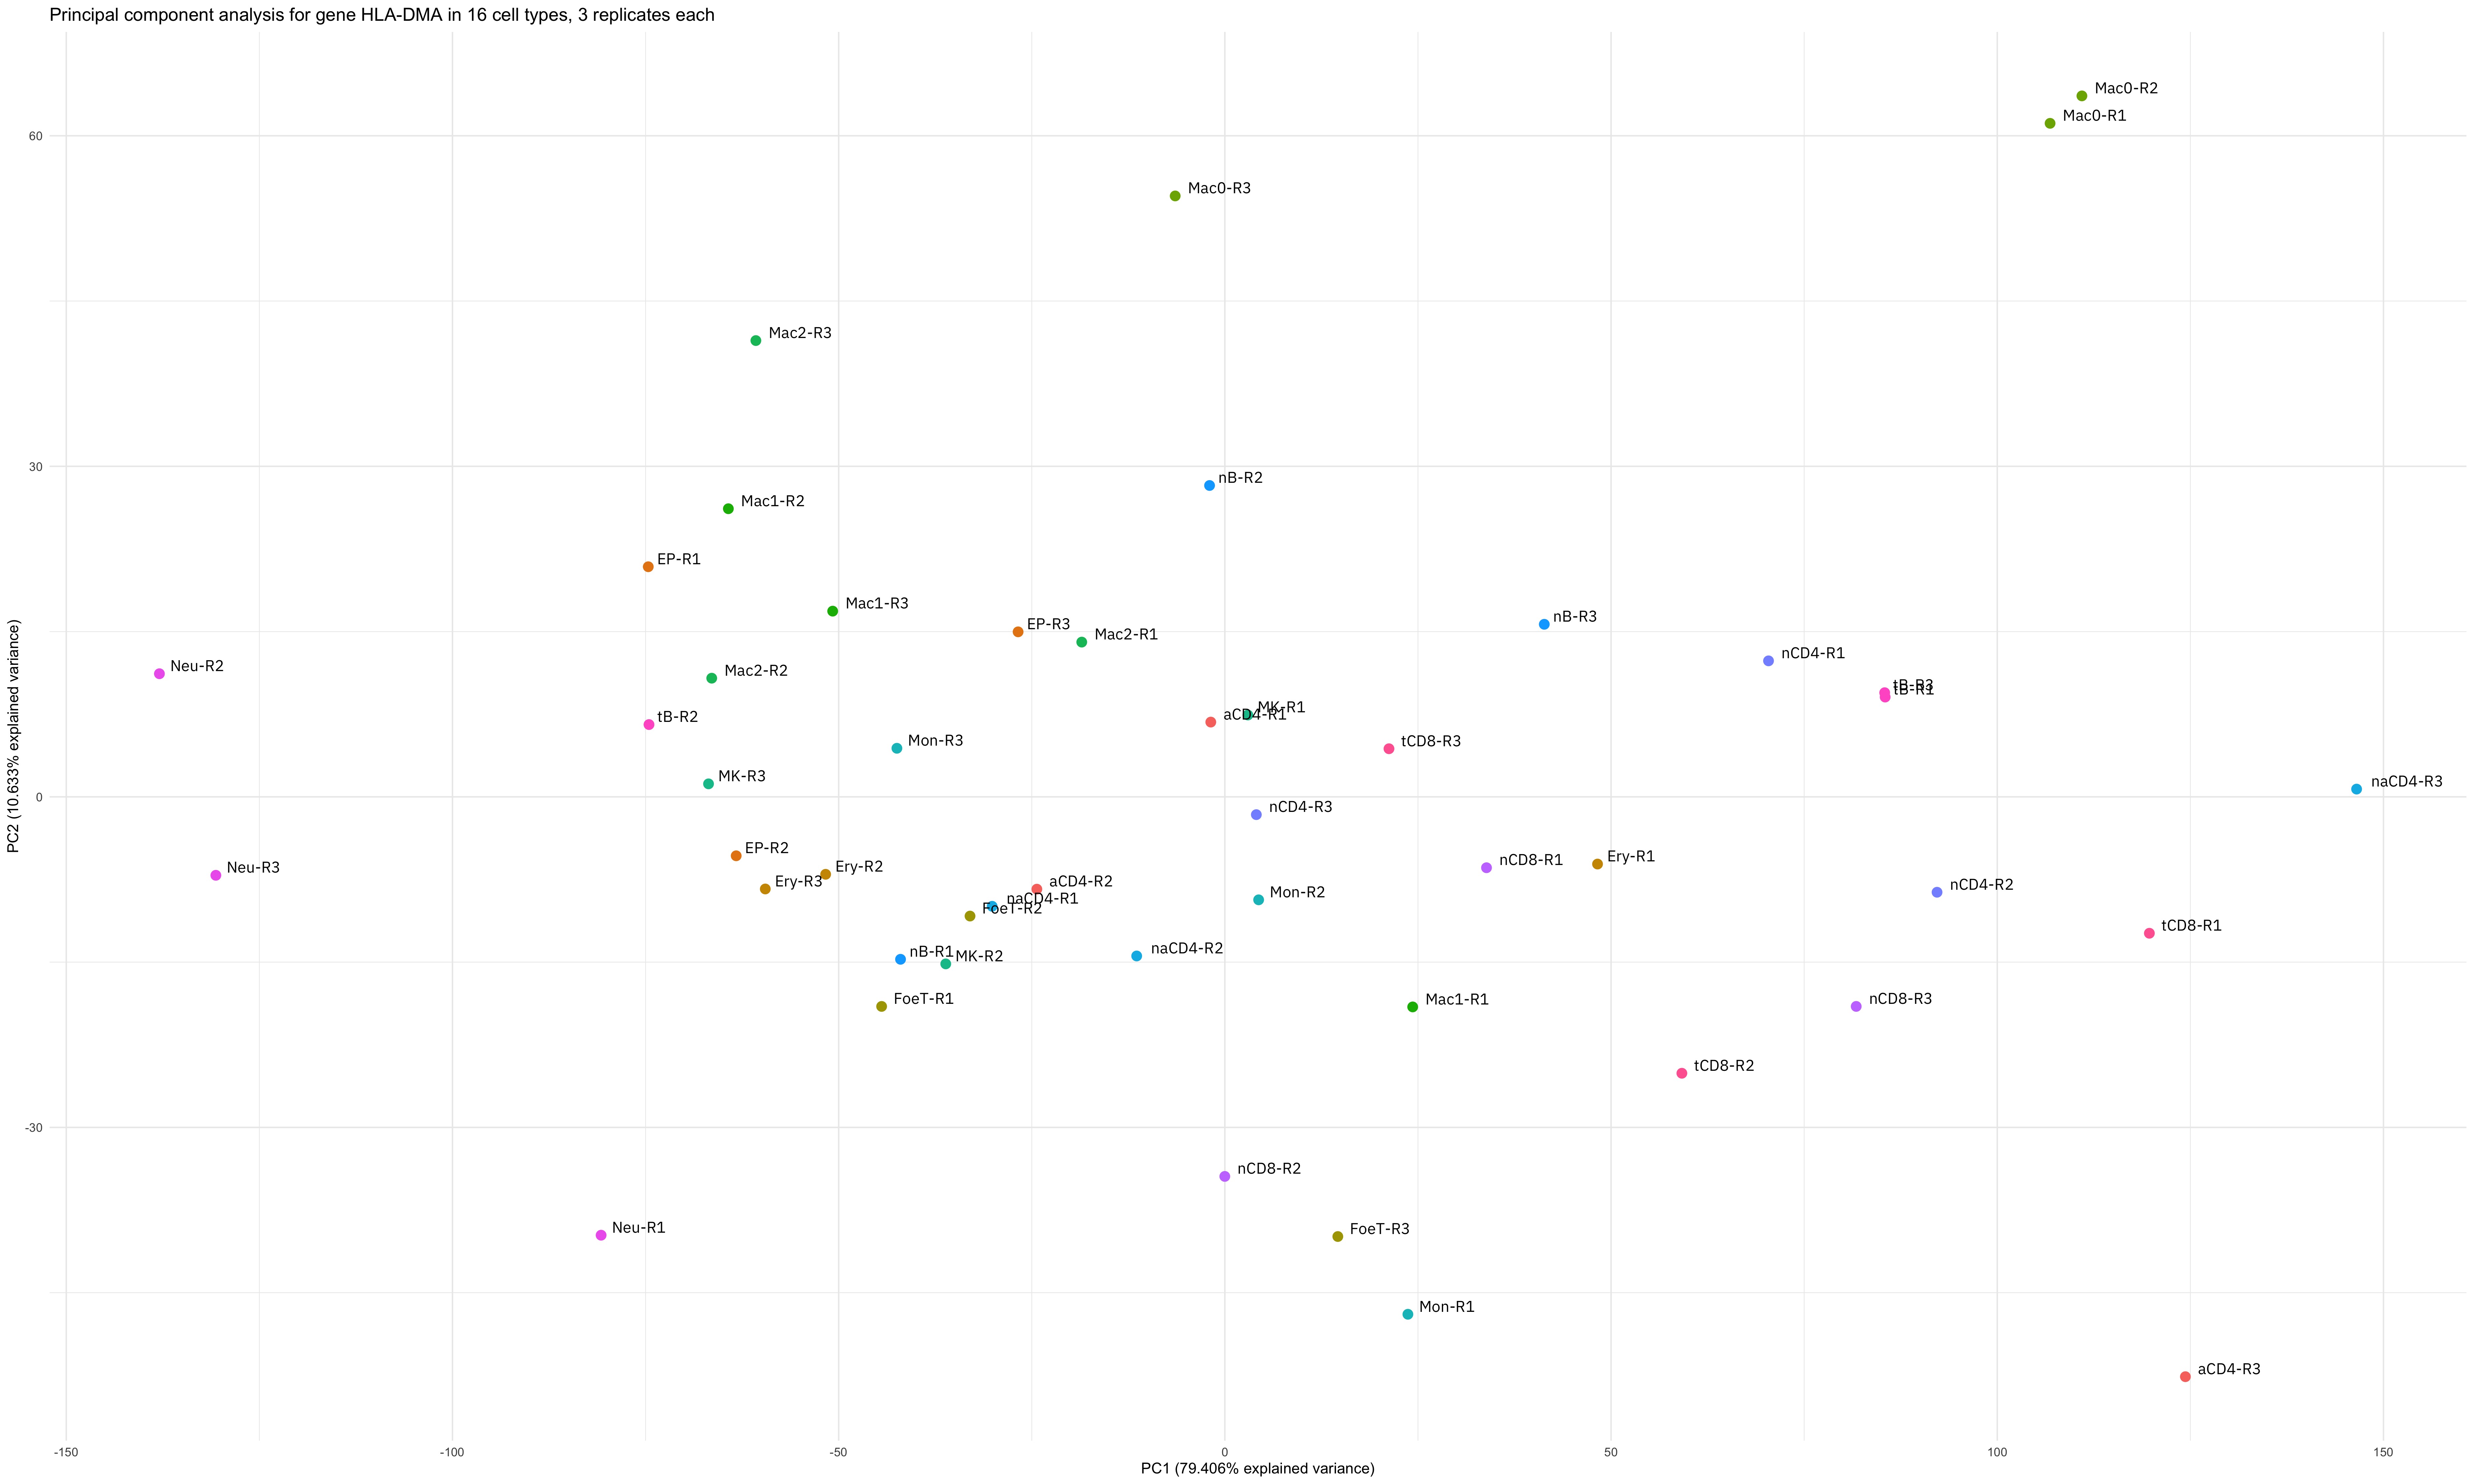 Principal component analysis for gene HLA-DMA in 16 cell types, 3 replicates each
Mac0-R2
Mac0-R1
60
Mac0-R3
Mac2-R3
30
nB-R2
Mac1-R2
EP-R1
Mac1-R3
nB-R3
EP-R3
Mac2-R1
nCD4-R1
Neu-R2
Mac2-R2
tB-R3
tB-R1
MK-R1
aCD4-R1
tB-R2
Mon-R3
tCD8-R3
MK-R3
naCD4-R3
0
nCD4-R3
EP-R2
Ery-R1
nCD8-R1
Ery-R2
Neu-R3
Ery-R3
aCD4-R2
nCD4-R2
Mon-R2
naCD4-R1
FoeT-R2
tCD8-R1
naCD4-R2
nB-R1
MK-R2
FoeT-R1
Mac1-R1
nCD8-R3
tCD8-R2
-30
nCD8-R2
Neu-R1
FoeT-R3
Mon-R1
aCD4-R3
PC2 (10.633% explained variance)
-150
-100
-50
0
50
100
150
PC1 (79.406% explained variance)